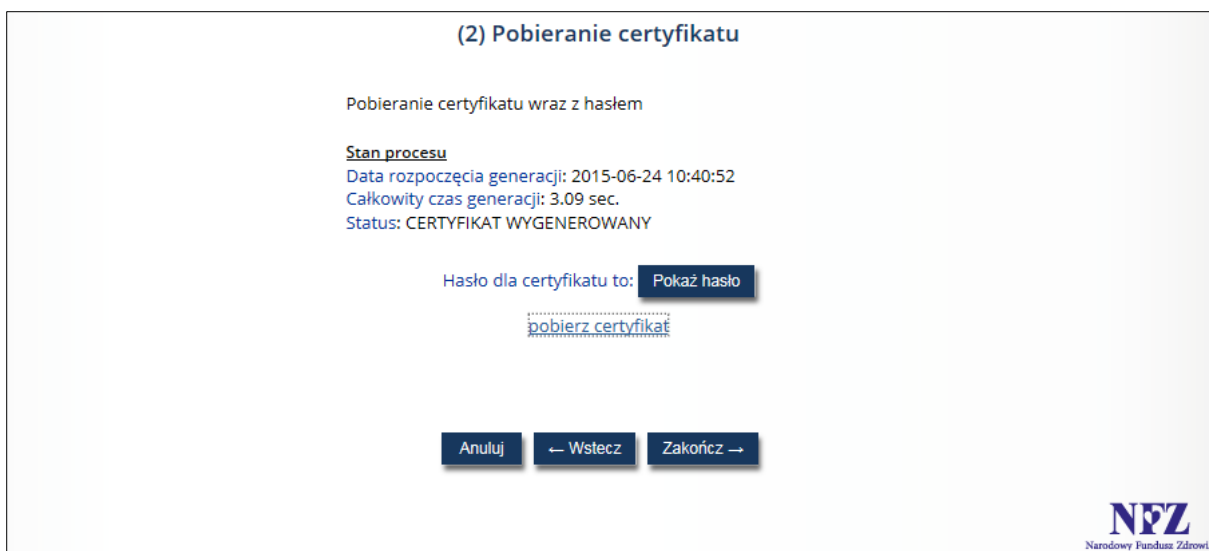 (2) Pobieranie certyfikatu
Pobieranie certyfikatu wraz z hasłem
Stan procesu
Data rozpoczęcia generacji: 2015-06-24 10:40:52
Całkowity czas generacji: 3.09 sec.
Status: CERTYFIKAT WYGENEROWANY
Hasło dla certyfikatu to: Pokaż hasło
pobierz certyfikat
Anuluj ← Wstecz Zakończ →
NFZ
Narodowy Fundusz Zdrowi